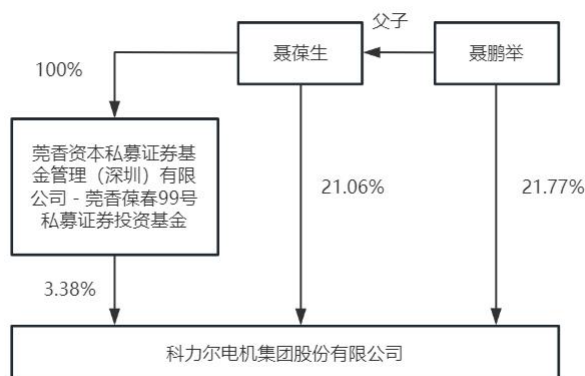 父子
聂葆生
聂鹏举
100%
莞香资本私募证券基
金管理（深圳）有限
公司 - 莞香葆春99号
私募证券投资基金
21.06%
21.77%
3.38%
科力尔电机集团股份有限公司